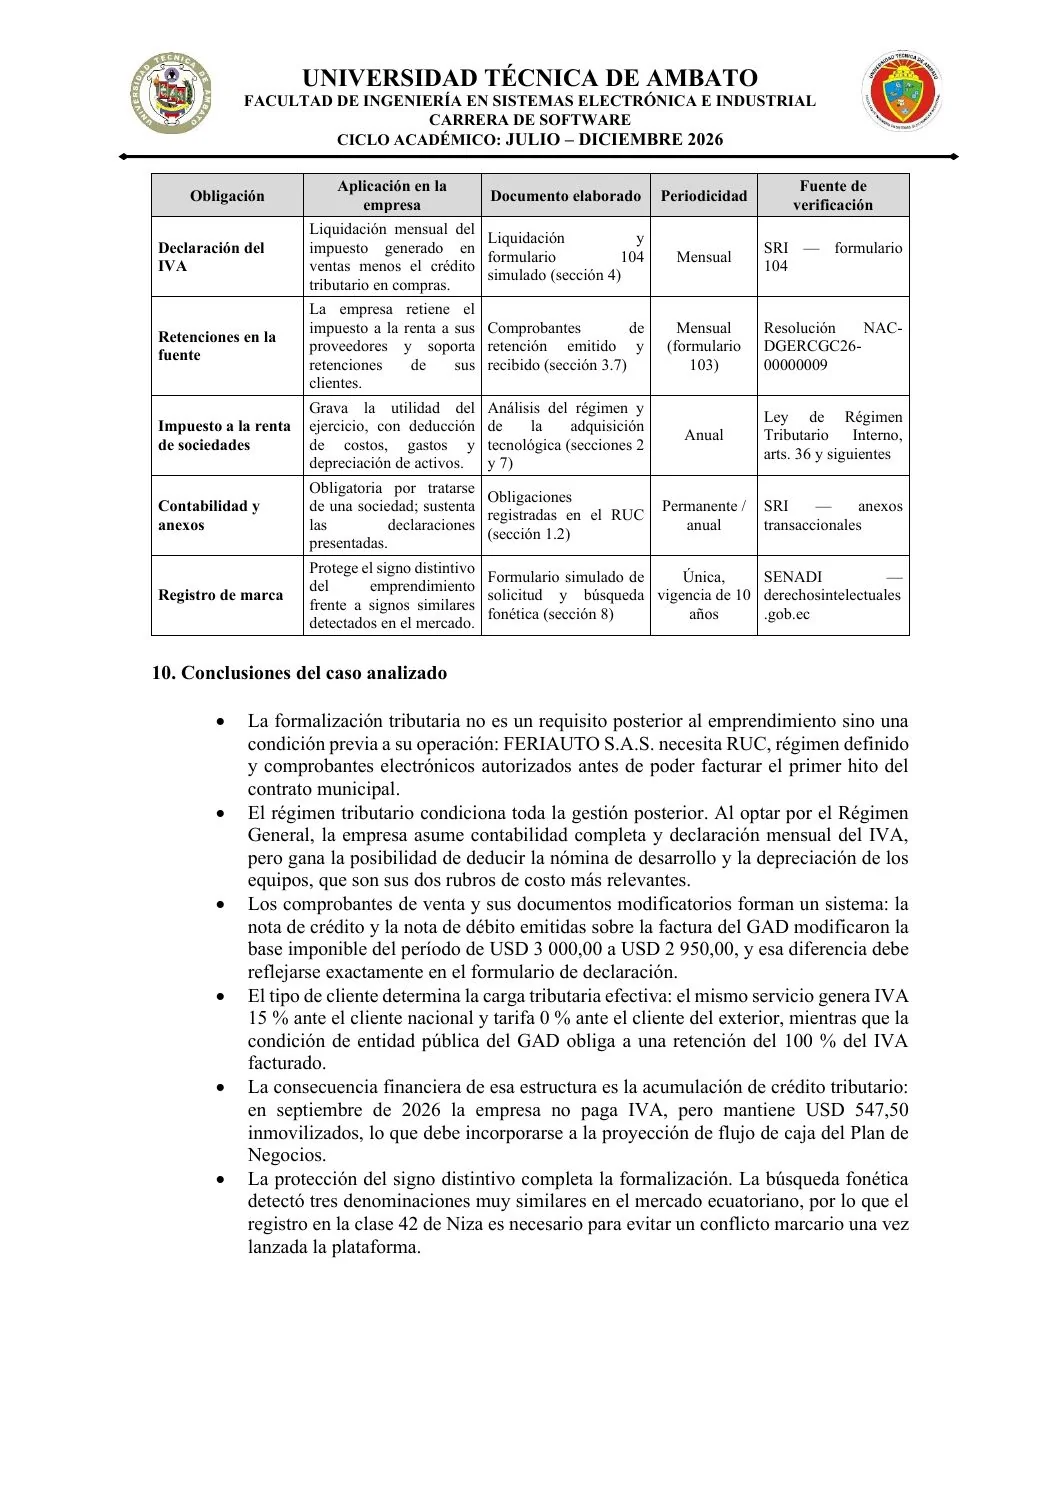 UNIVERSIDAD TÉCNICA DE AMBATO
FACULTAD DE INGENIERÍA EN SISTEMAS ELECTRÓNICA E INDUSTRIAL
CARRERA DE SOFTWARE
CICLO ACADÉMICO: JULIO – DICIEMBRE 2026
Obligación
Aplicación en la
empresa
Documento elaborado
Periodicidad
Fuente de
verificación
Declaración del
IVA
Liquidación mensual del
impuesto generado en
ventas menos el crédito
tributario en compras.
Liquidación y
formulario 104
simulado (sección 4)
Mensual
SRI — formulario
104
Retenciones en la
fuente
La empresa retiene el
impuesto a la renta a sus
proveedores y soporta
retenciones de sus
clientes.
Comprobantes de
retención emitido y
recibido (sección 3.7)
Mensual
(formulario
103)
Resolución NAC-
DGERCGC26-
00000009
Impuesto a la renta
de sociedades
Grava la utilidad del
ejercicio, con deducción
de costos, gastos y
depreciación de activos.
Análisis del régimen y
de la adquisición
tecnológica (secciones 2
y 7)
Anual
Ley de Régimen
Tributario Interno,
arts. 36 y siguientes
Contabilidad y
anexos
Obligatoria por tratarse
de una sociedad; sustenta
las declaraciones
presentadas.
Obligaciones
registradas en el RUC
(sección 1.2)
Permanente /
anual
SRI — anexos
transaccionales
Registro de marca
Protege el signo distintivo
del emprendimiento
frente a signos similares
detectados en el mercado.
Formulario simulado de
solicitud y búsqueda
fonética (sección 8)
Única,
vigencia de 10
años
SENADI —
derechosintelectuales
.gob.ec
10. Conclusiones del caso analizado
• La formalización tributaria no es un requisito posterior al emprendimiento sino una
condición previa a su operación: FERIAUTO S.A.S. necesita RUC, régimen definido
y comprobantes electrónicos autorizados antes de poder facturar el primer hito del
contrato municipal.
• El régimen tributario condiciona toda la gestión posterior. Al optar por el Régimen
General, la empresa asume contabilidad completa y declaración mensual del IVA,
pero gana la posibilidad de deducir la nómina de desarrollo y la depreciación de los
equipos, que son sus dos rubros de costo más relevantes.
• Los comprobantes de venta y sus documentos modificatorios forman un sistema: la
nota de crédito y la nota de débito emitidas sobre la factura del GAD modificaron la
base imponible del período de USD 3 000,00 a USD 2 950,00, y esa diferencia debe
reflejarse exactamente en el formulario de declaración.
• El tipo de cliente determina la carga tributaria efectiva: el mismo servicio genera IVA
15 % ante el cliente nacional y tarifa 0 % ante el cliente del exterior, mientras que la
condición de entidad pública del GAD obliga a una retención del 100 % del IVA
facturado.
• La consecuencia financiera de esa estructura es la acumulación de crédito tributario:
en septiembre de 2026 la empresa no paga IVA, pero mantiene USD 547,50
inmovilizados, lo que debe incorporarse a la proyección de flujo de caja del Plan de
Negocios.
• La protección del signo distintivo completa la formalización. La búsqueda fonética
detectó tres denominaciones muy similares en el mercado ecuatoriano, por lo que el
registro en la clase 42 de Niza es necesario para evitar un conflicto marcario una vez
lanzada la plataforma.